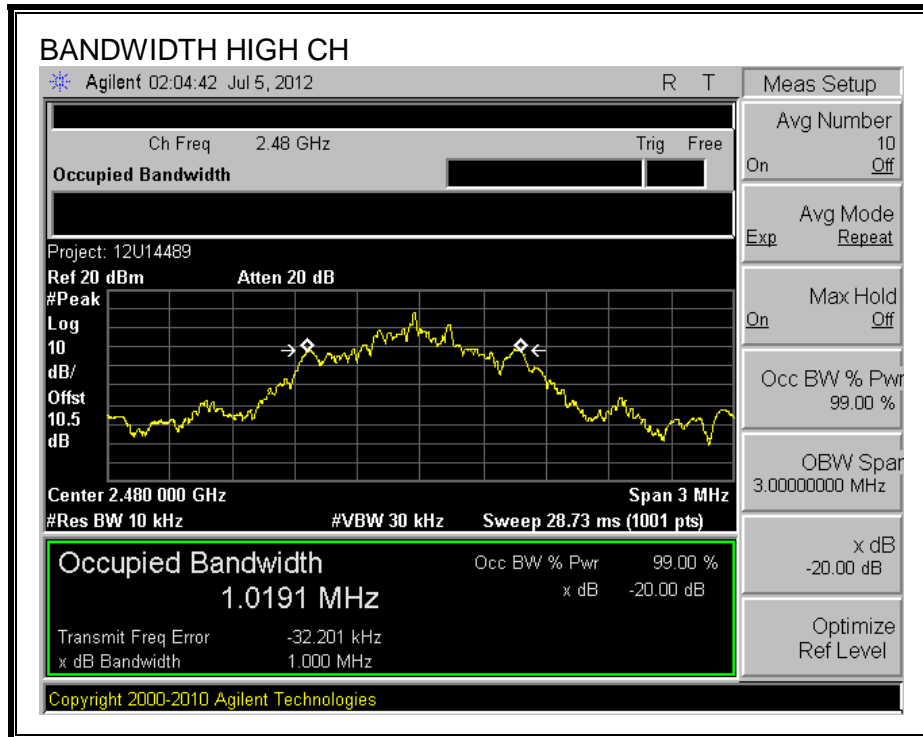 BANDWIDTH HIGH CH
Agilent 02:04:42 Jul 5, 2012 R T
Ch Freq 2.48 GHz Trig Free
Occupied Bandwidth
Project: 12U14489
Ref 20 dBm Atten 20 dB
#Peak
Log
10
dB/
Offst
10.5
dB
Center 2.480 000 GHz Span 3 MHz
#Res BW 10 kHz #VBW 30 kHz Sweep 28.73 ms (1001 pts)
Occupied Bandwidth Occ BW % Pwr 99.00 %
1.0191 MHz x dB -20.00 dB
Transmit Freq Error -32.201 kHz
x dB Bandwidth 1.000 MHz
Copyright 2000-2010 Agilent Technologies
Meas Setup
Avg Number
10
On Off
Avg Mode
Exp Repeat
Max Hold
On Off
Occ BW % Pwr
99.00 %
OBW Spar
3.00000000 MHz
x dB
-20.00 dB
Optimize
Ref Level